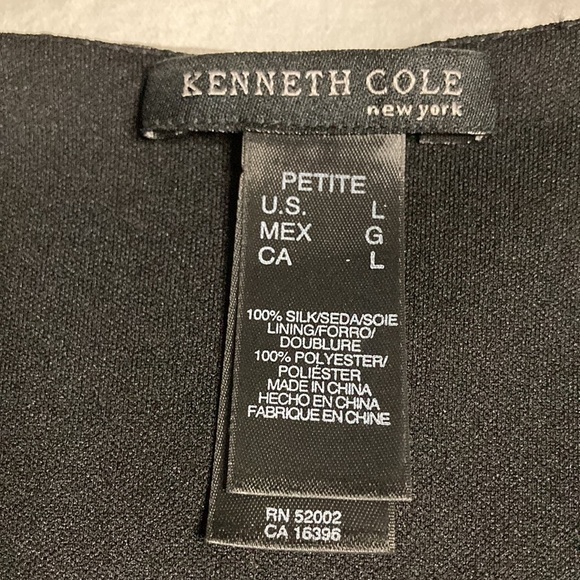 KENNETH COLE
new york
PETITE
U.S. L
MEX G
CA L
100% SILK/SEDA/SOIE
LINING/FORRO/
DOUBLURE
100% POLYESTER/
POLIÉSTER
MADE IN CHINA
HECHO EN CHINA
FABRIQUE EN CHINE
RN 52002
CA 16396